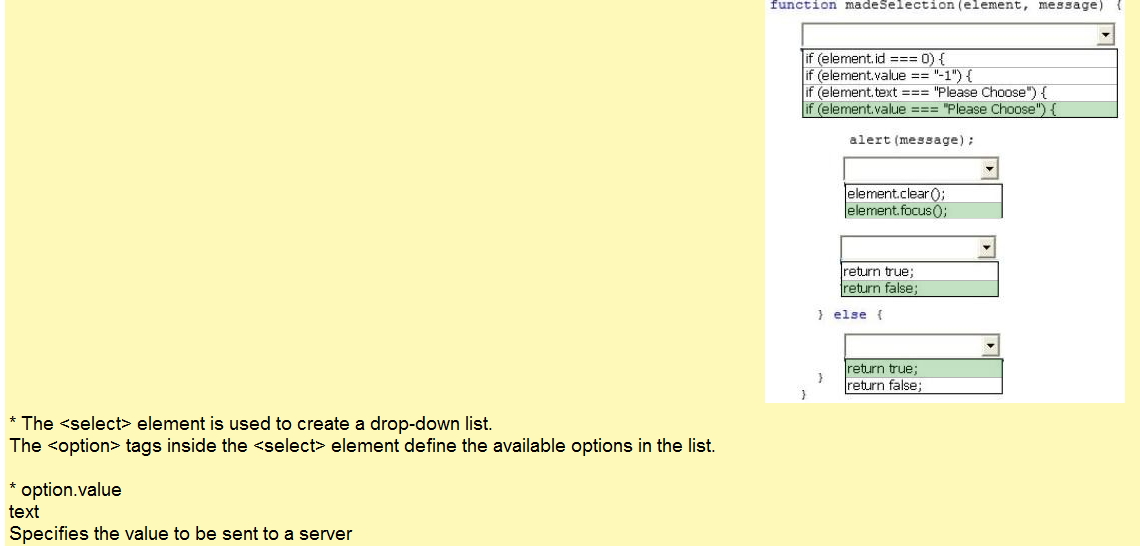 function madeSelection(element, message) {
if (element.id === 0) {
if (element.value == "-1") {
if (element.text === "Please Choose") {
if (element.value === "Please Choose") {
alert(message);
element.clear();
element.focus();
return true;
return false;
} else {
return true;
return false;
}
}
* The <select> element is used to create a drop-down list.
The <option> tags inside the <select> element define the available options in the list.
* option.value
text
Specifies the value to be sent to a server